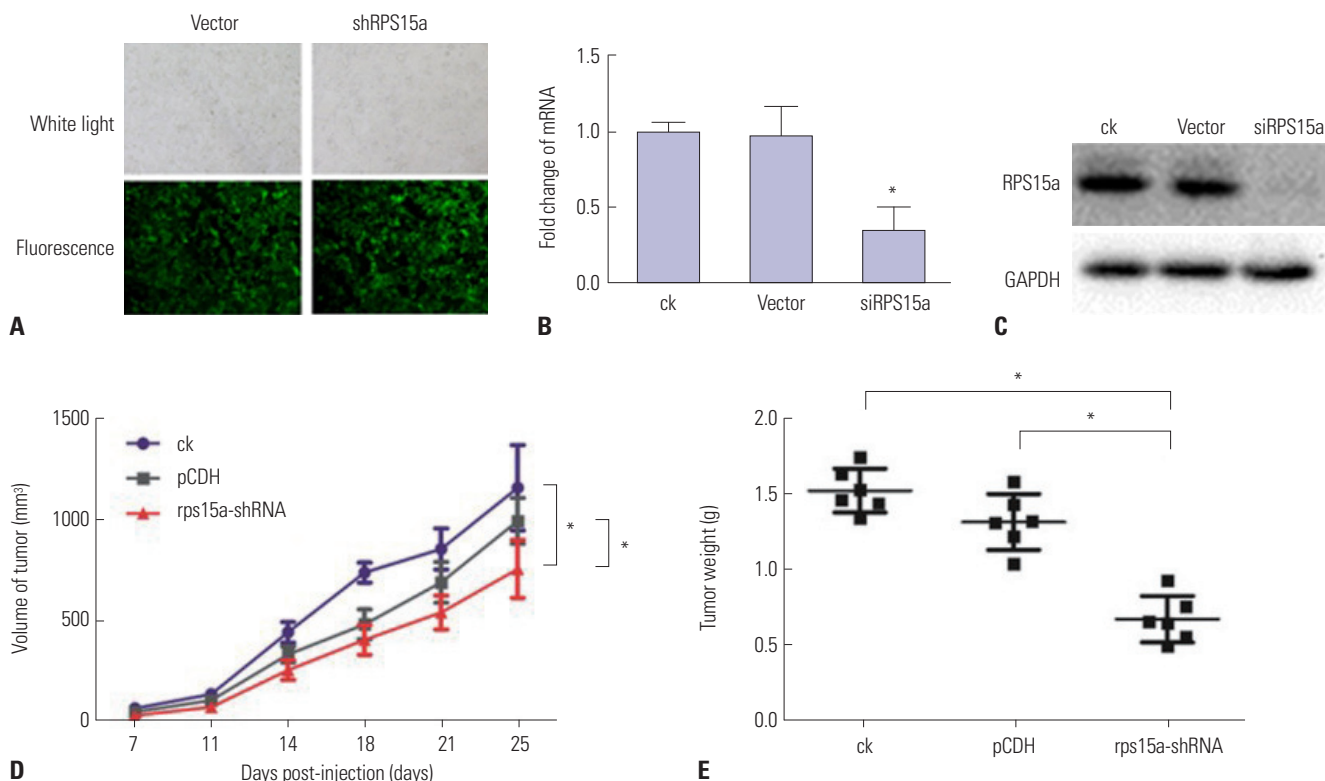 Vector shRPS15a
White light
Fluorescence
A
Fold change of mRNA
1.5
1.0
0.5
0.0
*
ck Vector siRPS15a
B
ck Vector siRPS15a
RPS15a
GAPDH
C
Volume of tumor (mm³)
1500
1000
500
0
ck
pCDH
rps15a-shRNA
*
*
7 11 14 18 21 25
Days post-injection (days)
D
Tumor weight (g)
2.0
1.5
1.0
0.5
0.0
*
*
ck pCDH rps15a-shRNA
E